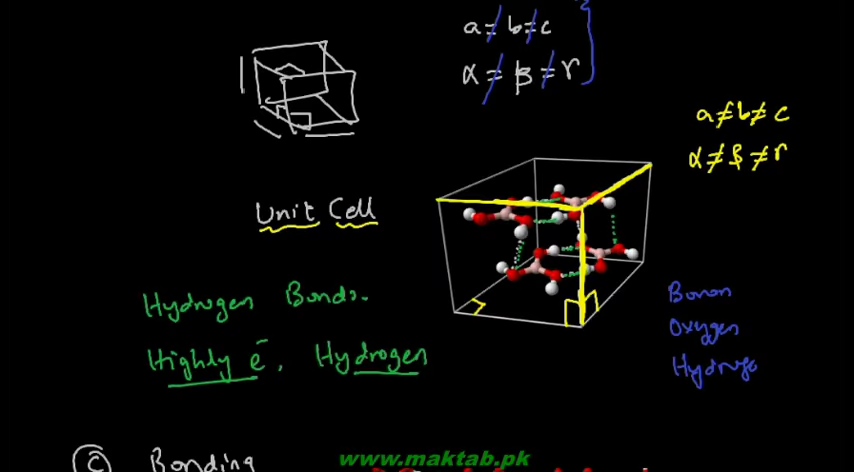 a ≠ b ≠ c
α ≠ β ≠ γ
a ≠ b ≠ c
α ≠ β ≠ γ
Unit Cell
Hydrogen Bonds.
Highly e⁻, Hydrogen
Boron
Oxygen
Hydroge
C Bonding
www.maktab.pk